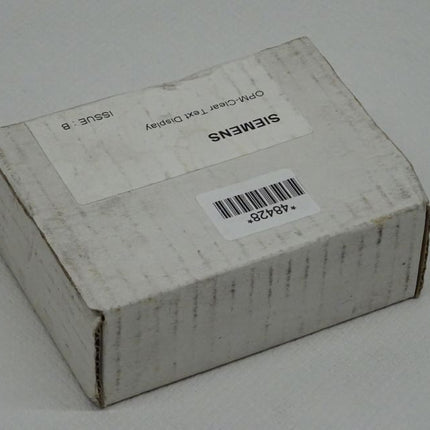 SIEMENS
OPM-Clear Text Display
ISSUE: B
*48428*